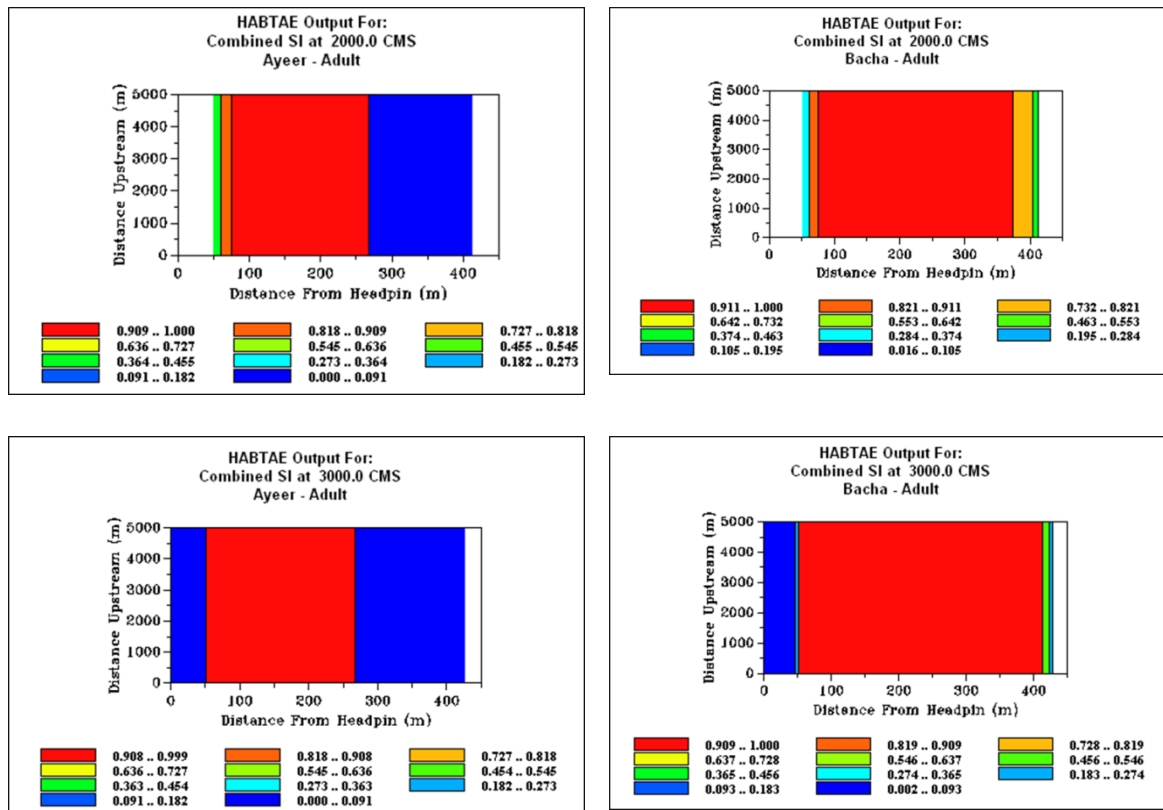 HABTAE Output For:
Combined SI at 2000.0 CMS
Ayeer - Adult
Distance Upstream (m)
5000
4000
3000
2000
1000
0
0 100 200 300 400
Distance From Headpin (m)
0.909 .. 1.000 0.818 .. 0.909 0.727 .. 0.818
0.636 .. 0.727 0.545 .. 0.636 0.455 .. 0.545
0.364 .. 0.455 0.273 .. 0.364 0.182 .. 0.273
0.091 .. 0.182 0.000 .. 0.091
HABTAE Output For:
Combined SI at 2000.0 CMS
Bacha - Adult
Distance Upstream (m)
5000
4000
3000
2000
1000
0
0 100 200 300 400
Distance From Headpin (m)
0.911 .. 1.000 0.821 .. 0.911 0.732 .. 0.821
0.642 .. 0.732 0.553 .. 0.642 0.463 .. 0.553
0.374 .. 0.463 0.284 .. 0.374 0.195 .. 0.284
0.105 .. 0.195 0.016 .. 0.105
HABTAE Output For:
Combined SI at 3000.0 CMS
Ayeer - Adult
Distance Upstream (m)
5000
4000
3000
2000
1000
0
0 100 200 300 400
Distance From Headpin (m)
0.908 .. 0.999 0.818 .. 0.908 0.727 .. 0.818
0.636 .. 0.727 0.545 .. 0.636 0.454 .. 0.545
0.363 .. 0.454 0.273 .. 0.363 0.182 .. 0.273
0.091 .. 0.182 0.000 .. 0.091
HABTAE Output For:
Combined SI at 3000.0 CMS
Bacha - Adult
Distance Upstream (m)
5000
4000
3000
2000
1000
0
0 100 200 300 400
Distance From Headpin (m)
0.909 .. 1.000 0.819 .. 0.909 0.728 .. 0.819
0.637 .. 0.728 0.546 .. 0.637 0.456 .. 0.546
0.365 .. 0.456 0.274 .. 0.365 0.183 .. 0.274
0.093 .. 0.183 0.002 .. 0.093